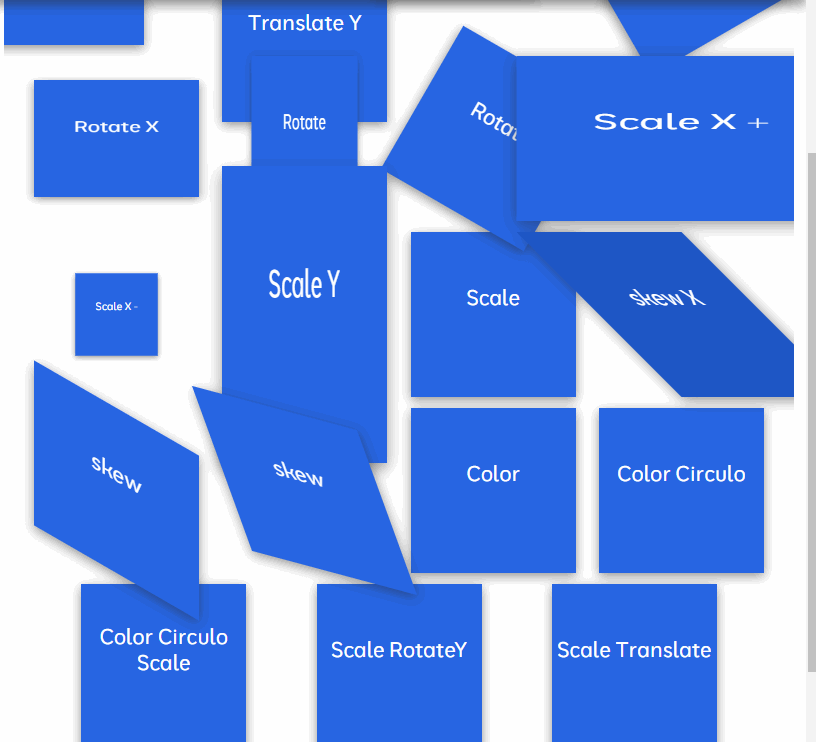 Translate Y
Rotate X
Rotate
Rotat
Scale X +
Scale X -
Scale Y
Scale
skew X
skew
skew
Color
Color Circulo
Color Circulo
Scale
Scale RotateY
Scale Translate